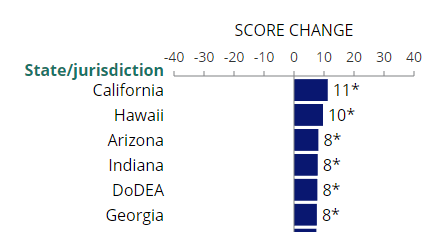 SCORE CHANGE
-40 -30 -20 -10 0 10 20 30 40
State/jurisdiction
California 11*
Hawaii 10*
Arizona 8*
Indiana 8*
DoDEA 8*
Georgia 8*